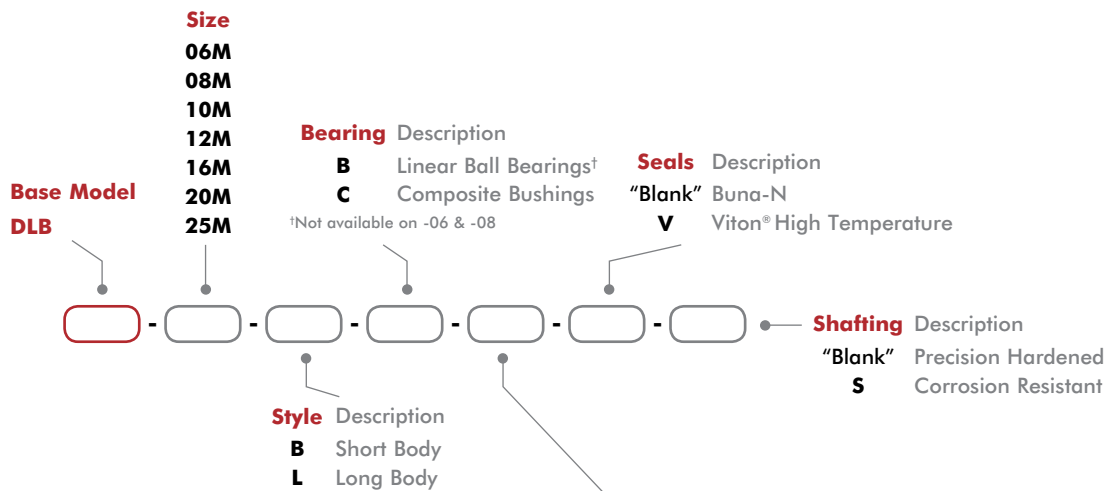 Size
06M
08M
10M
12M
16M
20M
25M
Base Model
DLB
Bearing Description
B Linear Ball Bearings†
C Composite Bushings
†Not available on -06 & -08
Seals Description
“Blank” Buna-N
V Viton® High Temperature
- - - - - -
Shafting Description
“Blank” Precision Hardened
S Corrosion Resistant
Style Description
B Short Body
L Long Body